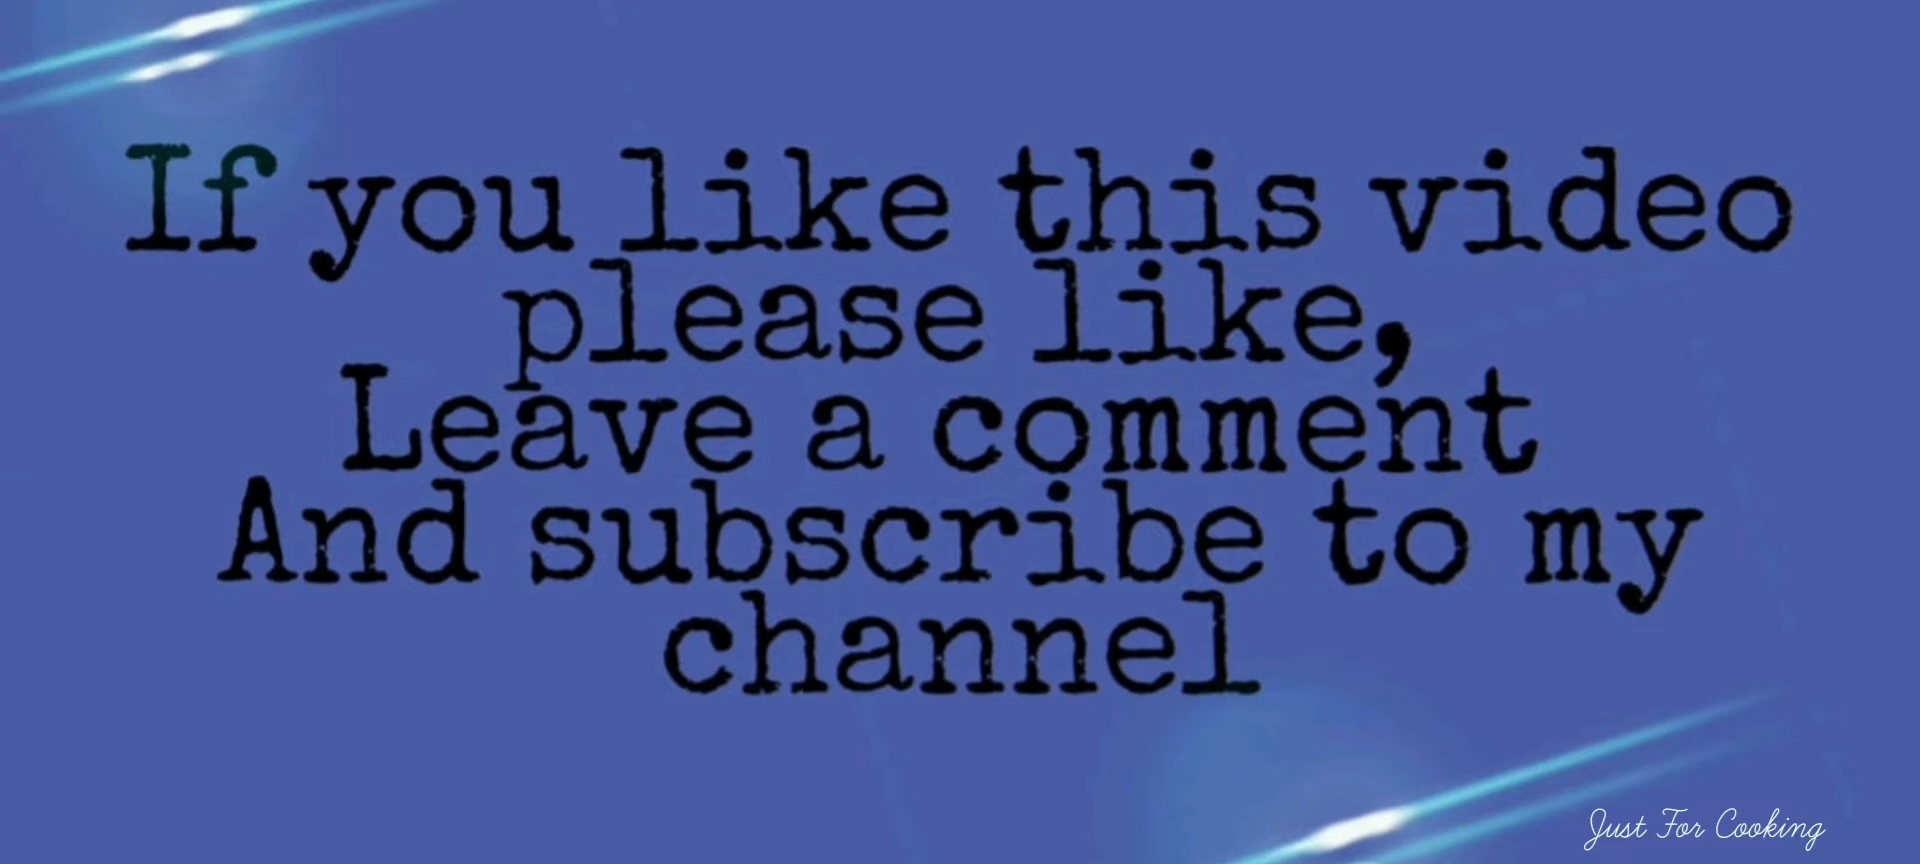 If you like this video
please like,
Leave a comment
And subscribe to my
channel
Just For Cooking